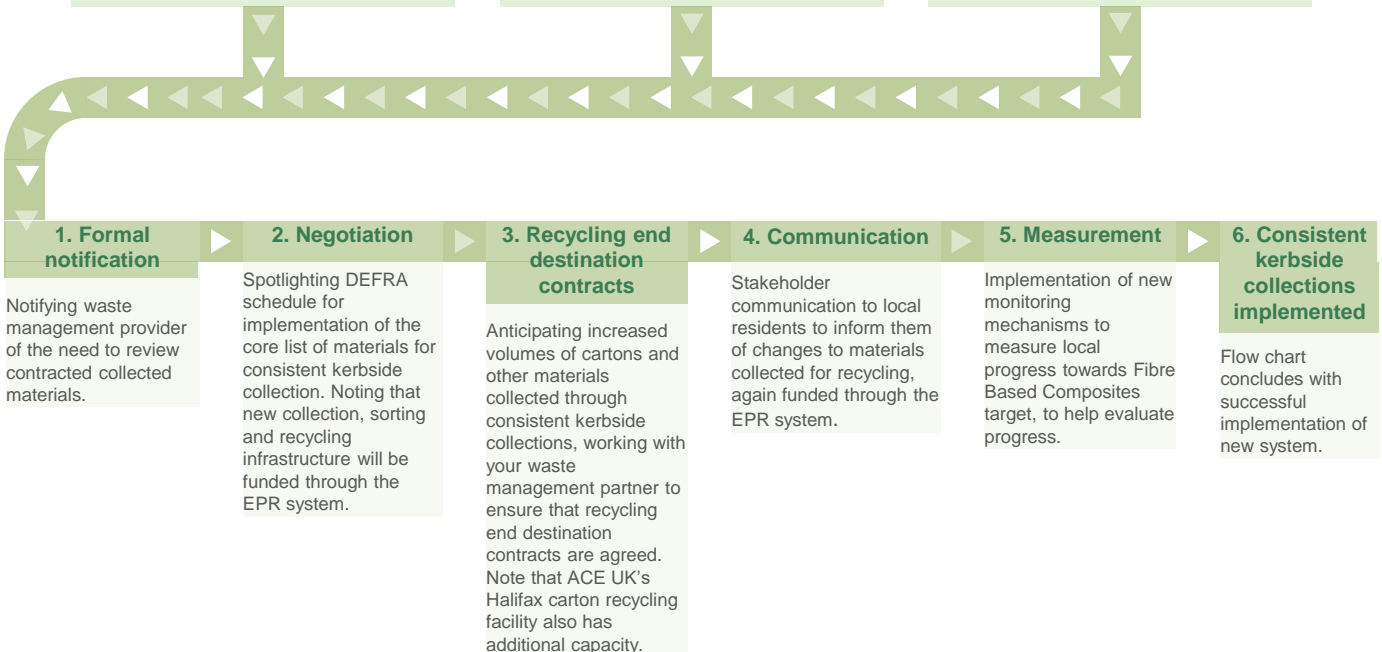 1. Formal
notification
Notifying waste
management provider
of the need to review
contracted collected
materials.
2. Negotiation
Spotlighting DEFRA
schedule for
implementation of the
core list of materials for
consistent kerbside
collection. Noting that
new collection, sorting
and recycling
infrastructure will be
funded through the
EPR system.
3. Recycling end
destination
contracts
Anticipating increased
volumes of cartons and
other materials
collected through
consistent kerbside
collections, working with
your waste
management partner to
ensure that recycling
end destination
contracts are agreed.
Note that ACE UK’s
Halifax carton recycling
facility also has
additional capacity.
4. Communication
Stakeholder
communication to local
residents to inform them
of changes to materials
collected for recycling,
again funded through the
EPR system.
5. Measurement
Implementation of new
monitoring
mechanisms to
measure local
progress towards Fibre
Based Composites
target, to help evaluate
progress.
6. Consistent
kerbside
collections
implemented
Flow chart
concludes with
successful
implementation of
new system.